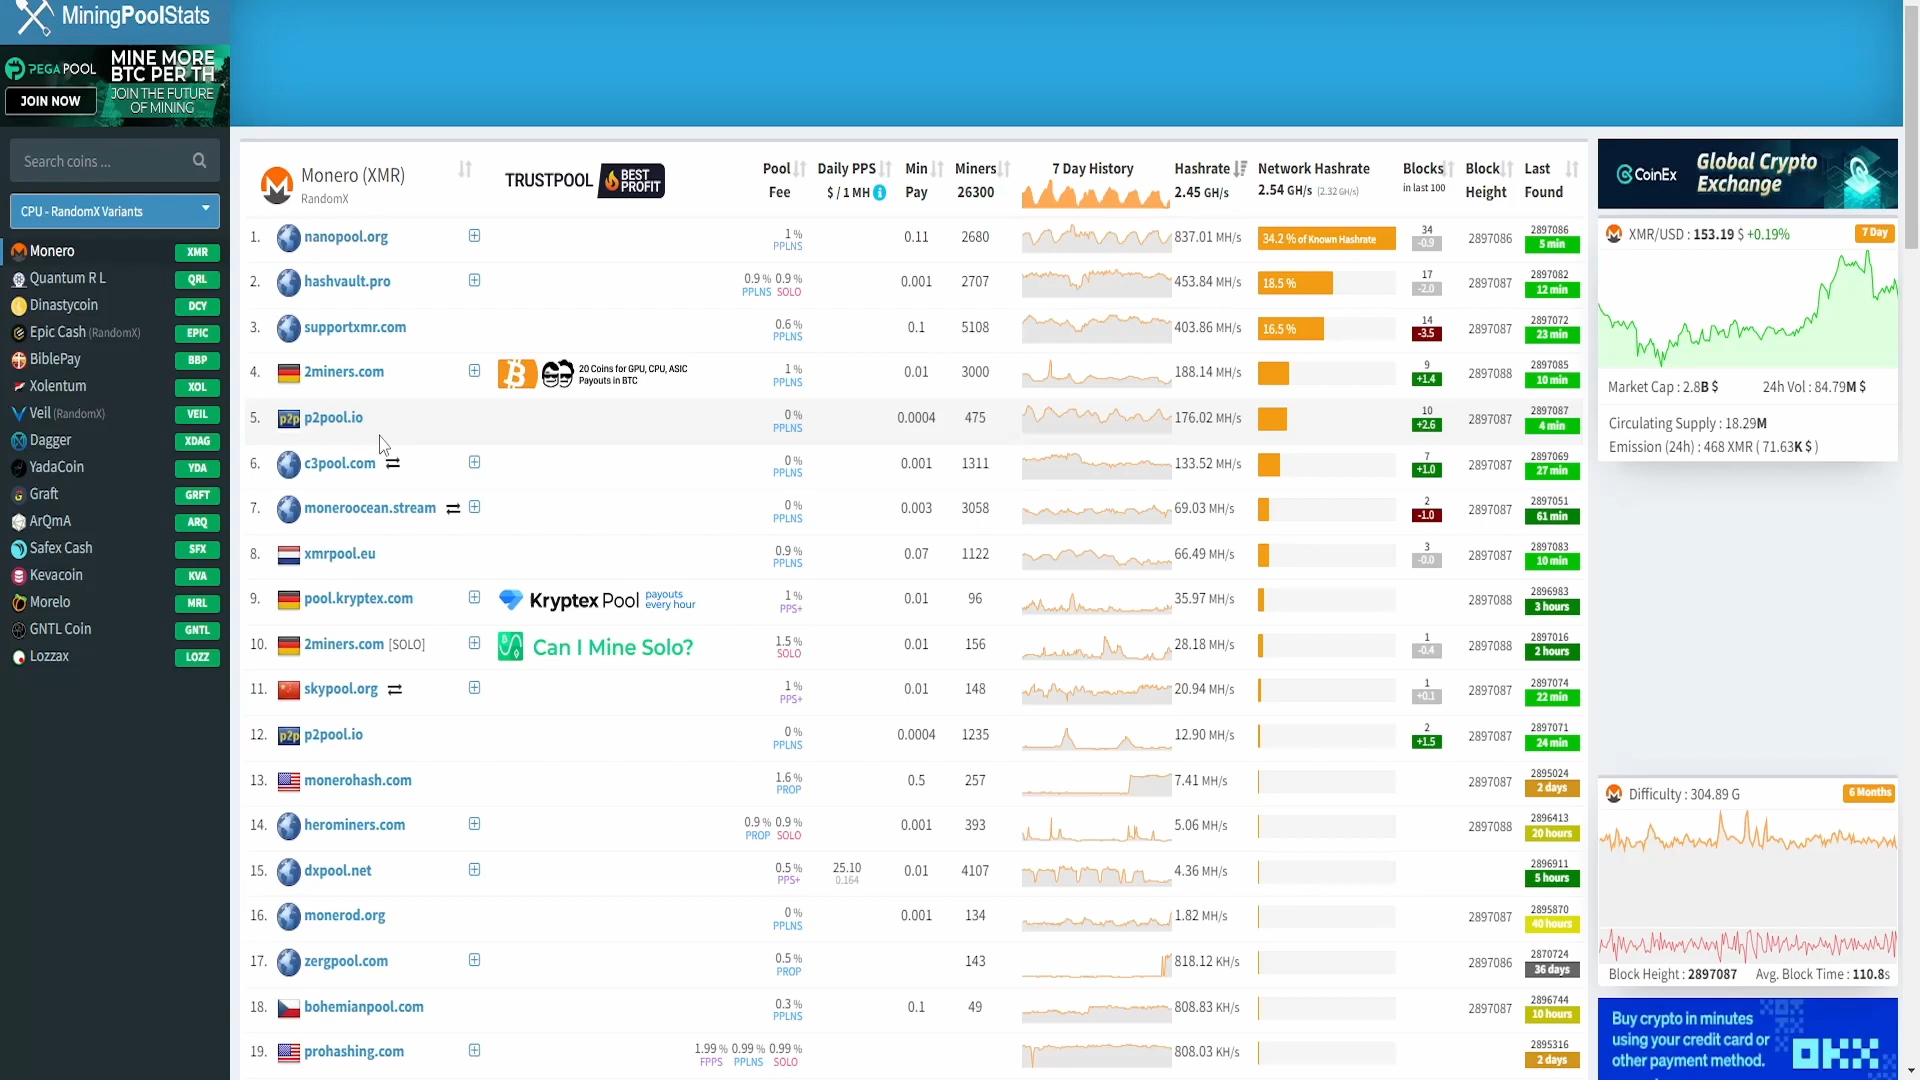 MiningPoolStats
PEGA POOL
MINE MORE
BTC PER TH
JOIN NOW
JOIN THE FUTURE
OF MINING
Search coins ...
CPU - RandomX Variants
Monero XMR
Quantum R L QRL
Dinastycoin DCY
Epic Cash (RandomX) EPIC
BiblePay BBP
Xolentum XOL
Veil (RandomX) VEIL
Dagger XDAG
YadaCoin YDA
Graft GRFT
ArQmA ARQ
Safex Cash SFX
Kevacoin KVA
Morelo MRL
GNTL Coin GNTL
Lozzax LOZZ
Monero (XMR)
RandomX
TRUSTPOOL BEST PROFIT
Pool Fee
Daily PPS $ / 1 MH
Min Pay
Miners 26300
7 Day History
Hashrate 2.45 GH/s
Network Hashrate 2.54 GH/s (2.32 GH/s)
Blocks in last 100
Block Height
Last Found
1. nanopool.org 1 % PPLNS 0.11 2680 837.01 MH/s 34.2 % of Known Hashrate 34 -0.9 2897086 2897086 5 min
2. hashvault.pro 0.9 % 0.9 % PPLNS SOLO 0.001 2707 453.84 MH/s 18.5 % 17 -2.0 2897087 2897082 12 min
3. supportxmr.com 0.6 % PPLNS 0.1 5108 403.86 MH/s 16.5 % 14 -3.5 2897087 2897072 23 min
4. 2miners.com 20 Coins for GPU, CPU, ASIC Payouts in BTC 1 % PPLNS 0.01 3000 188.14 MH/s 9 +1.4 2897088 2897085 10 min
5. p2p p2pool.io 0 % PPLNS 0.0004 475 176.02 MH/s 10 +2.6 2897087 2897087 4 min
6. c3pool.com 0 % PPLNS 0.001 1311 133.52 MH/s 7 +1.0 2897087 2897069 27 min
7. moneroocean.stream 0 % PPLNS 0.003 3058 69.03 MH/s 2 -1.0 2897087 2897051 61 min
8. xmrpool.eu 0.9 % PPLNS 0.07 1122 66.49 MH/s 3 -0.0 2897087 2897083 10 min
9. pool.kryptex.com Kryptex Pool payouts every hour 1 % PPS+ 0.01 96 35.97 MH/s 2897088 2896983 3 hours
10. 2miners.com [SOLO] Can I Mine Solo? 1.5 % SOLO 0.01 156 28.18 MH/s 1 -0.4 2897088 2897016 2 hours
11. skypool.org 1 % PPS+ 0.01 148 20.94 MH/s 1 +0.1 2897087 2897074 22 min
12. p2p p2pool.io 0 % PPLNS 0.0004 1235 12.90 MH/s 2 +1.5 2897087 2897071 24 min
13. monerohash.com 1.6 % PROP 0.5 257 7.41 MH/s 2897087 2895024 2 days
14. herominers.com 0.9 % 0.9 % PROP SOLO 0.001 393 5.06 MH/s 2897088 2896413 20 hours
15. dxpool.net 0.5 % PPS+ 25.10 0.164 0.01 4107 4.36 MH/s 2896911 5 hours
16. monerod.org 0 % PPLNS 0.001 134 1.82 MH/s 2897087 2895870 40 hours
17. zergpool.com 0.5 % PROP 143 818.12 KH/s 2897086 2870724 36 days
18. bohemianpool.com 0.3 % PPLNS 0.1 49 808.83 KH/s 2897087 2896744 10 hours
19. prohashing.com 1.99 % 0.99 % 0.99 % FPPS PPLNS SOLO 808.03 KH/s 2895316 2 days
CoinEx Global Crypto
Exchange
XMR/USD : 153.19 $ +0.19% 7 Day
Market Cap : 2.8B $ 24h Vol : 84.79M $
Circulating Supply : 18.29M
Emission (24h) : 468 XMR ( 71.63K $ )
Difficulty : 304.89 G 6 Months
Block Height : 2897087 Avg. Block Time : 110.8s
Buy crypto in minutes
using your credit card or
other payment method.
OKX